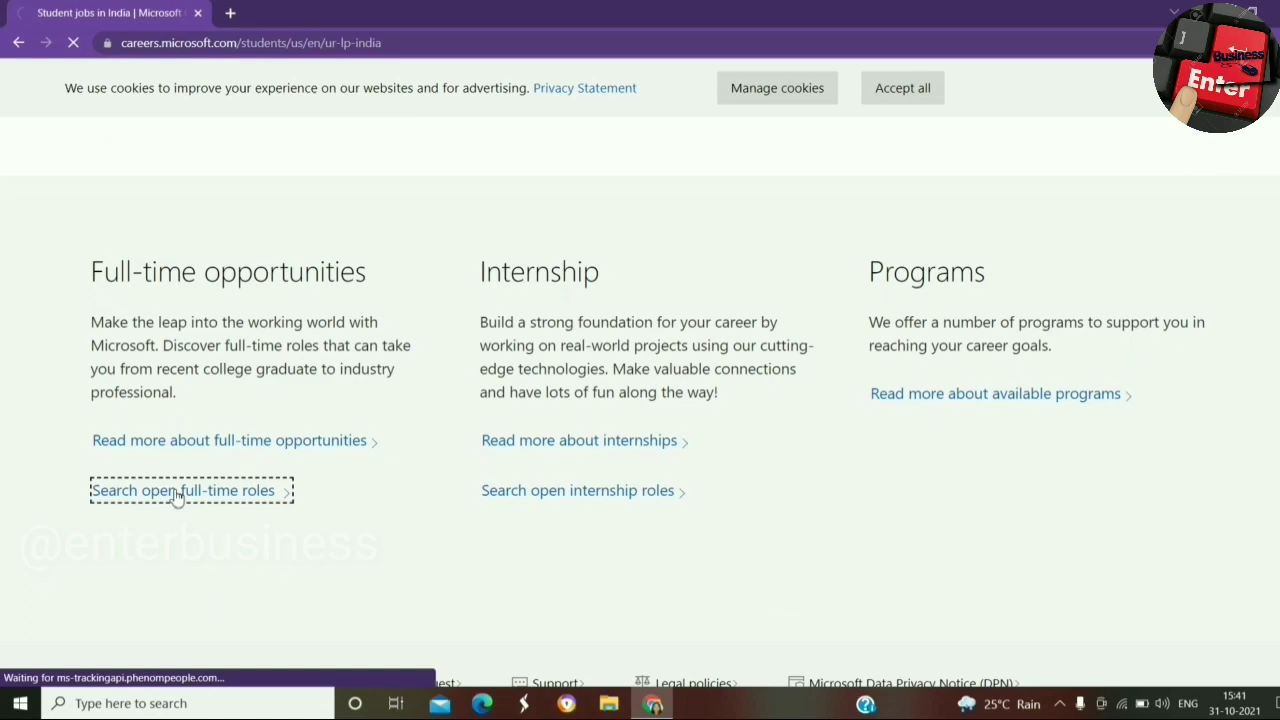 Student jobs in India | Microsoft
careers.microsoft.com/students/us/en/ur-lp-india
We use cookies to improve your experience on our websites and for advertising. Privacy Statement
Manage cookies
Accept all
Business
Enter
Full-time opportunities
Make the leap into the working world with
Microsoft. Discover full-time roles that can take
you from recent college graduate to industry
professional.
Read more about full-time opportunities
Search open full-time roles
Internship
Build a strong foundation for your career by
working on real-world projects using our cutting-
edge technologies. Make valuable connections
and have lots of fun along the way!
Read more about internships
Search open internship roles
Programs
We offer a number of programs to support you in
reaching your career goals.
Read more about available programs
@enterbusiness
Support
Legal policies
Microsoft Data Privacy Notice (DPN)
Waiting for ms-trackingapi.phenompeople.com...
Type here to search
25°C Rain
ENG
15:41
31-10-2021